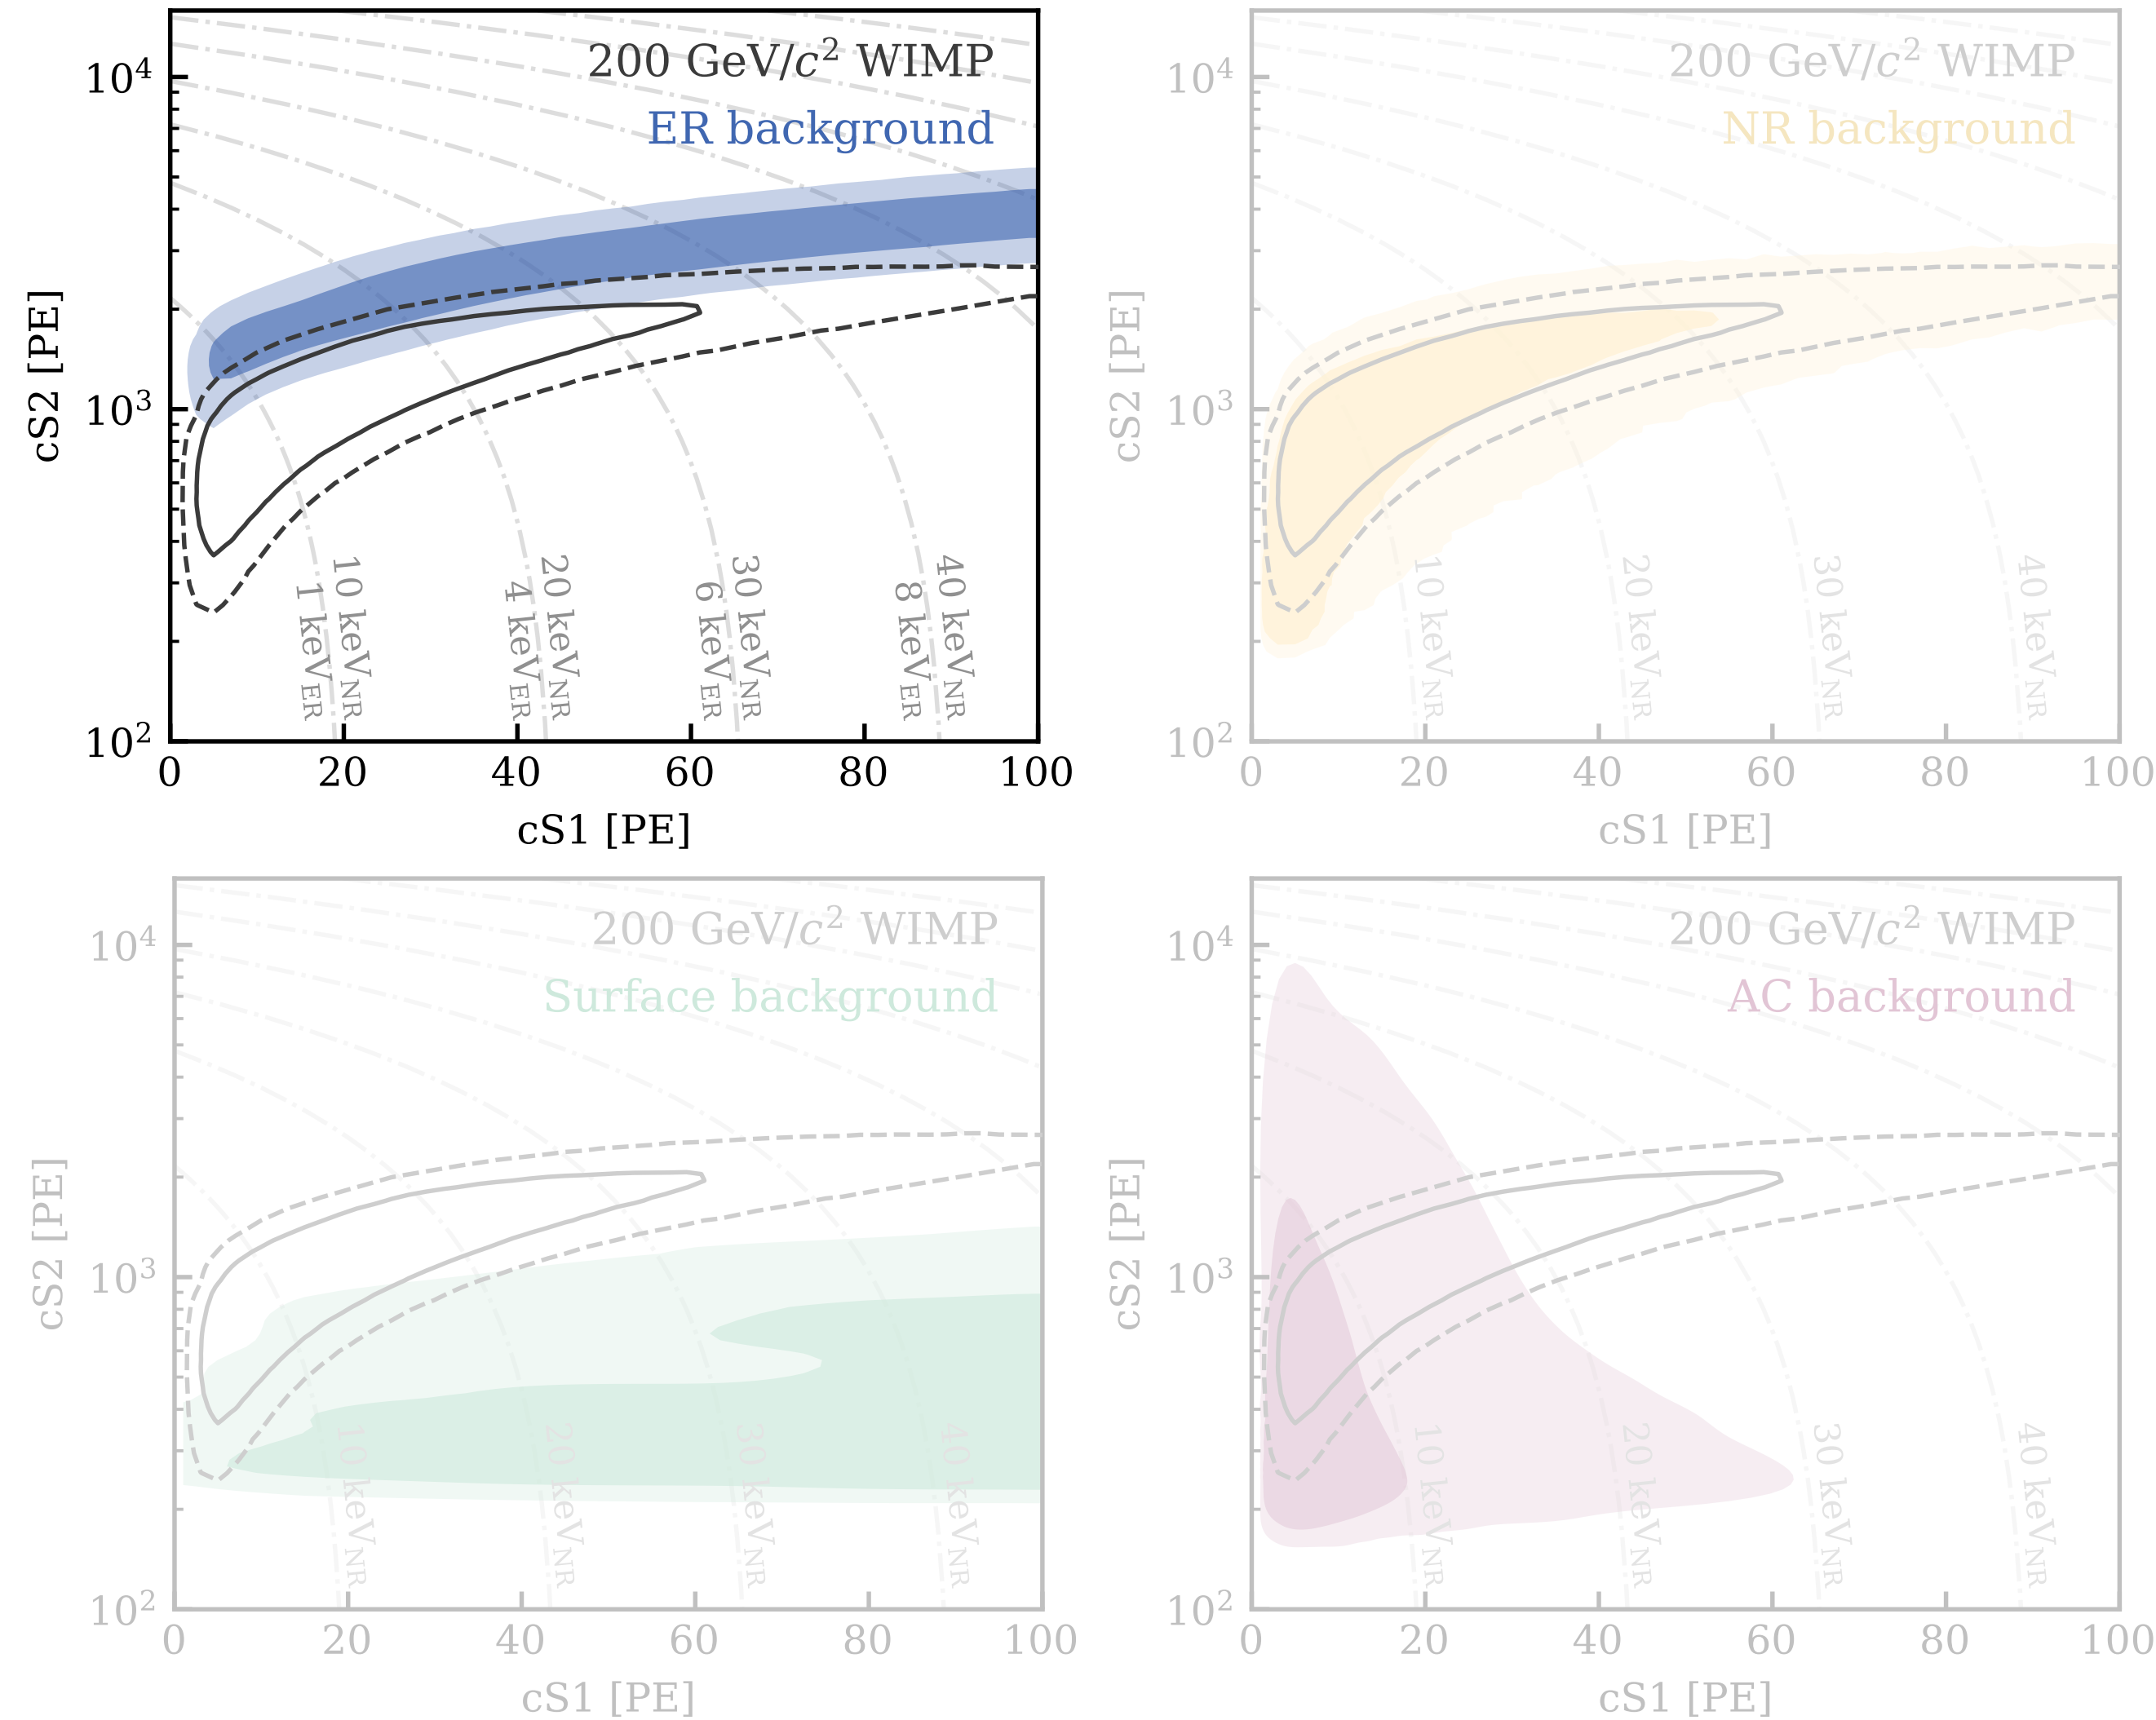 200 GeV/c² WIMP
ER background
10⁴
10³
10²
cS2 [PE]
1 keV_ER
10 keV_NR
4 keV_ER
20 keV_NR
6 keV_ER
30 keV_NR
8 keV_ER
40 keV_NR
0 20 40 60 80 100
cS1 [PE]
200 GeV/c² WIMP
NR background
10⁴
10³
10²
cS2 [PE]
10 keV_NR
20 keV_NR
30 keV_NR
40 keV_NR
0 20 40 60 80 100
cS1 [PE]
200 GeV/c² WIMP
Surface background
10⁴
10³
10²
cS2 [PE]
10 keV_NR
20 keV_NR
30 keV_NR
40 keV_NR
0 20 40 60 80 100
cS1 [PE]
200 GeV/c² WIMP
AC background
10⁴
10³
10²
cS2 [PE]
10 keV_NR
20 keV_NR
30 keV_NR
40 keV_NR
0 20 40 60 80 100
cS1 [PE]